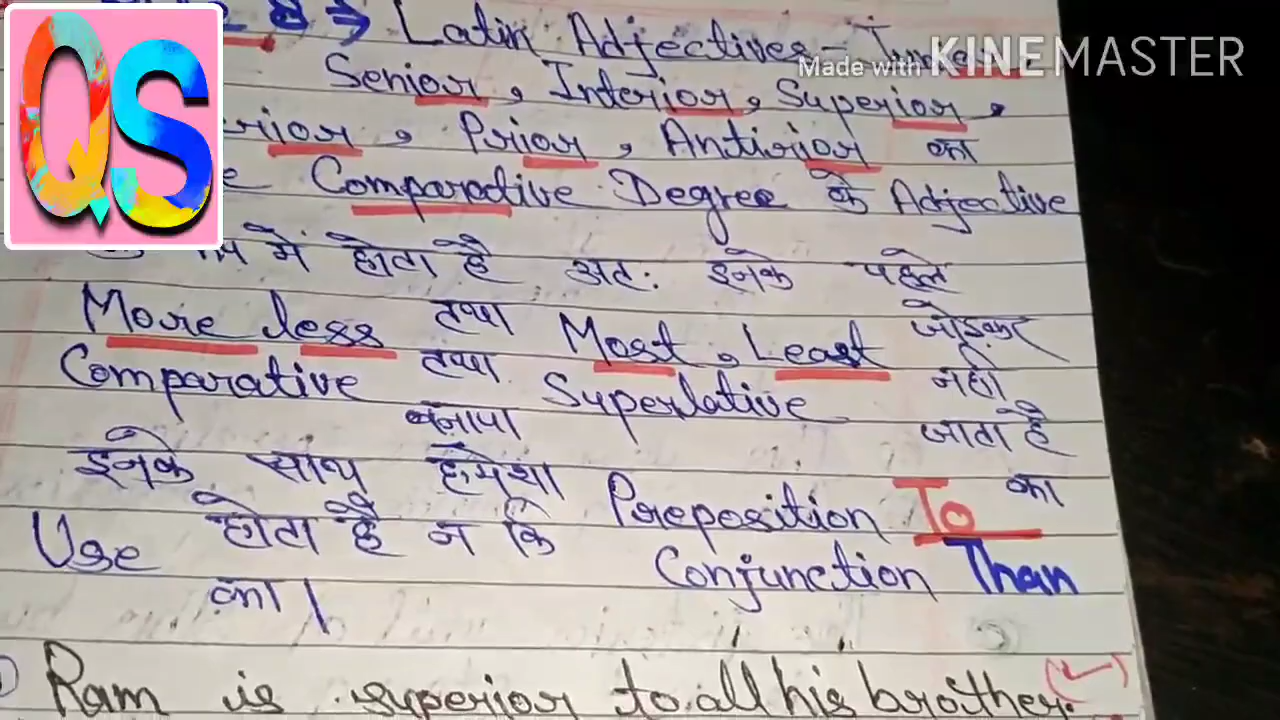 QS
Made with KINEMASTER
⇒ Latin Adjectives-
Senior, Interior, Superior,
rior, Prior, Antirior का
Comparative Degree के Adjective
में होता है अतः इनके पहले
More less तथा Most, Least जोड़कर
Comparative तथा Superlative नही
बनाया जाता है
इनके साथ हमेशा Preposition To का
Use होता है न कि Conjunction Than
का।
Ram is superior to all his brother.